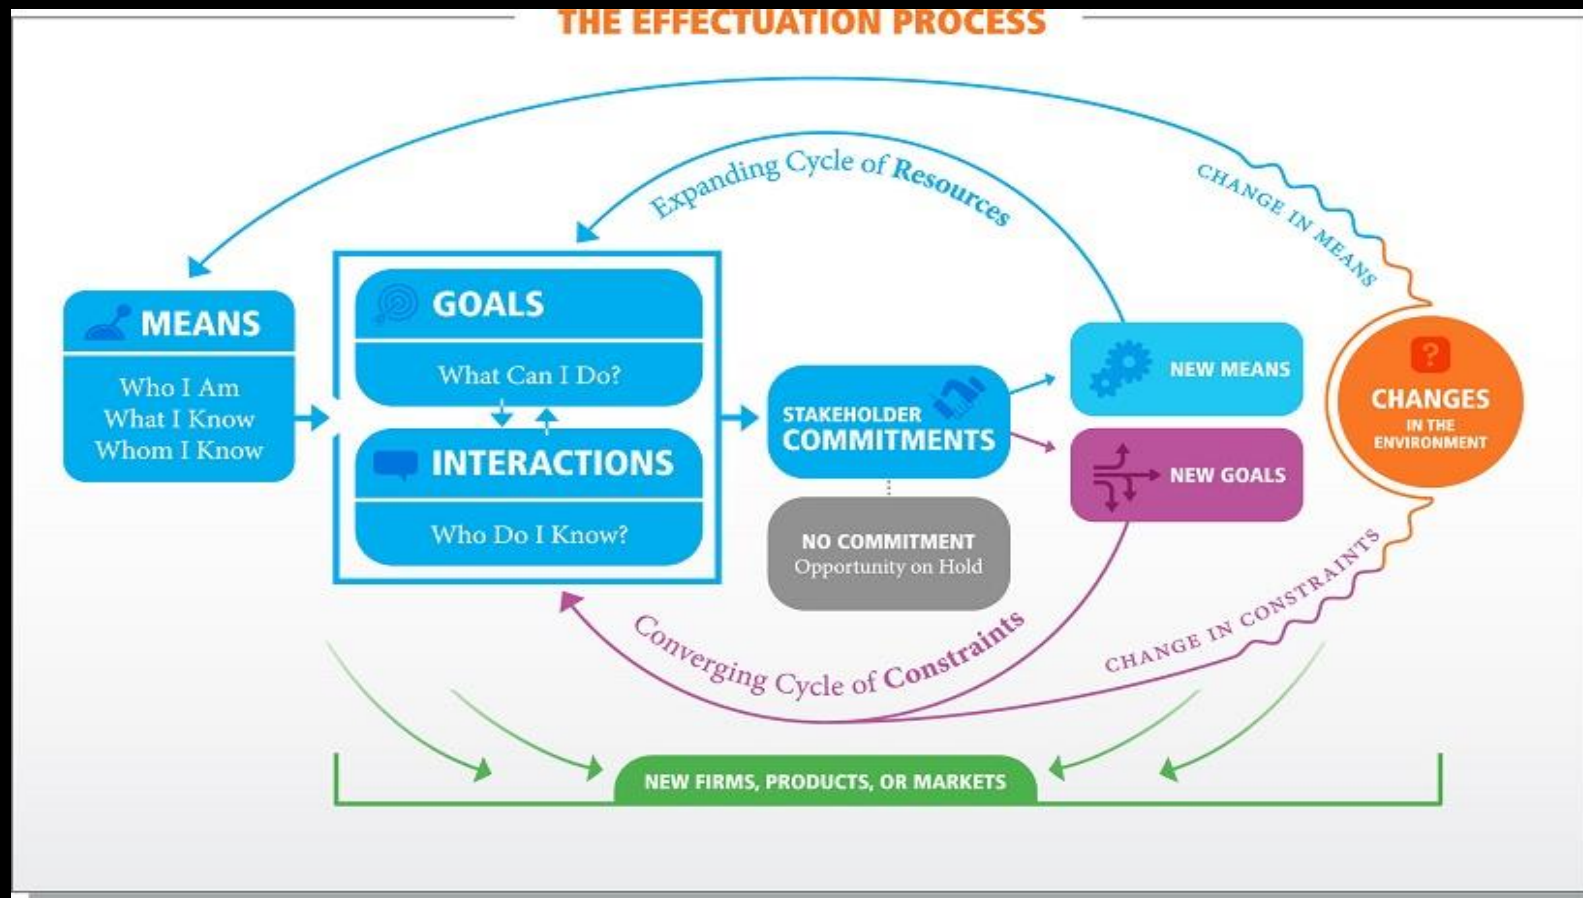 THE EFFECTUATION PROCESS
Expanding Cycle of Resources
CHANGE IN MEANS
MEANS
Who I Am
What I Know
Whom I Know
GOALS
What Can I Do?
INTERACTIONS
Who Do I Know?
STAKEHOLDER
COMMITMENTS
NO COMMITMENT
Opportunity on Hold
NEW MEANS
NEW GOALS
?
CHANGES
IN THE
ENVIRONMENT
Converging Cycle of Constraints
CHANGE IN CONSTRAINTS
NEW FIRMS, PRODUCTS, OR MARKETS